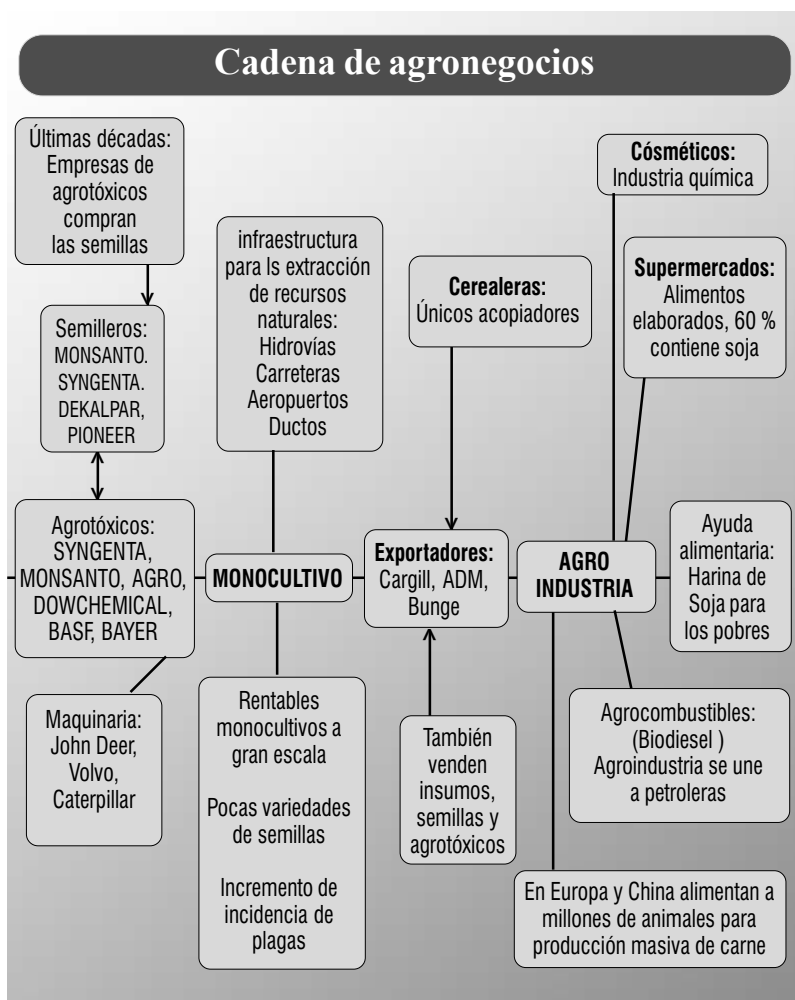 Cadena de agronegocios
Últimas décadas:
Empresas de
agrotóxicos
compran
las semillas
Semilleros:
MONSANTO.
SYNGENTA.
DEKALPAR,
PIONEER
Agrotóxicos:
SYNGENTA,
MONSANTO, AGRO,
DOWCHEMICAL,
BASF, BAYER
Maquinaria:
John Deer,
Volvo,
Caterpillar
infraestructura
para ls extracción
de recursos
naturales:
Hidrovías
Carreteras
Aeropuertos
Ductos
MONOCULTIVO
Rentables
monocultivos a
gran escala
Pocas variedades
de semillas
Incremento de
incidencia de
plagas
Cerealeras:
Únicos acopiadores
Exportadores:
Cargill, ADM,
Bunge
También
venden
insumos,
semillas y
agrotóxicos
Cósméticos:
Industria química
Supermercados:
Alimentos
elaborados, 60 %
contiene soja
AGRO
INDUSTRIA
Ayuda
alimentaria:
Harina de
Soja para
los pobres
Agrocombustibles:
(Biodiesel )
Agroindustria se une
a petroleras
En Europa y China alimentan a
millones de animales para
producción masiva de carne